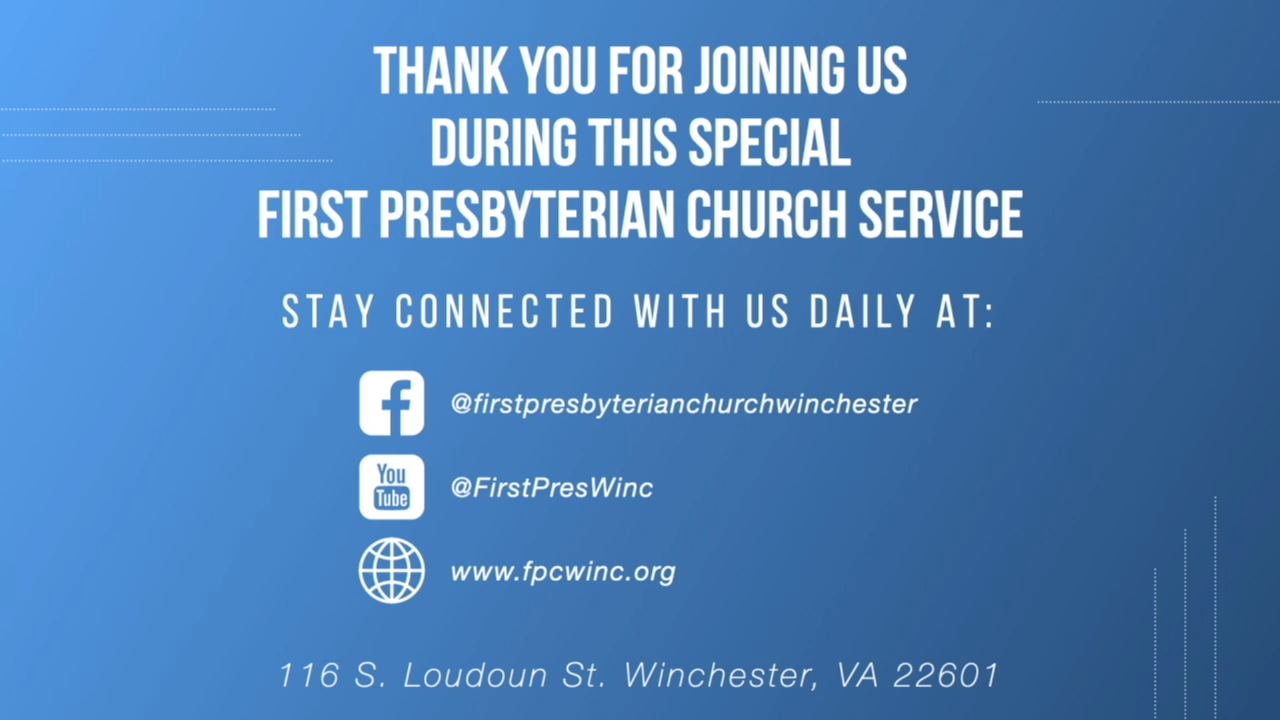 THANK YOU FOR JOINING US
DURING THIS SPECIAL
FIRST PRESBYTERIAN CHURCH SERVICE
STAY CONNECTED WITH US DAILY AT:
f @firstpresbyterianchurchwinchester
You
Tube @FirstPresWinc
www.fpcwinc.org
116 S. Loudoun St. Winchester, VA 22601